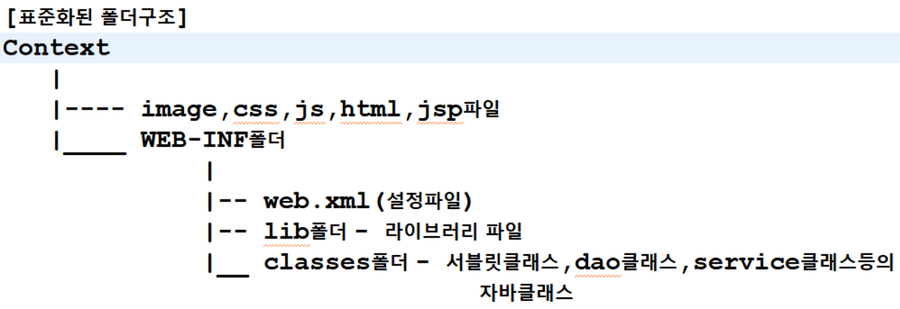 [표준화된 폴더구조]
Context
|
|---- image,css,js,html,jsp파일
|____ WEB-INF폴더
|
|-- web.xml(설정파일)
|-- lib폴더 - 라이브러리 파일
|__ classes폴더 - 서블릿클래스,dao클래스,service클래스등의
자바클래스